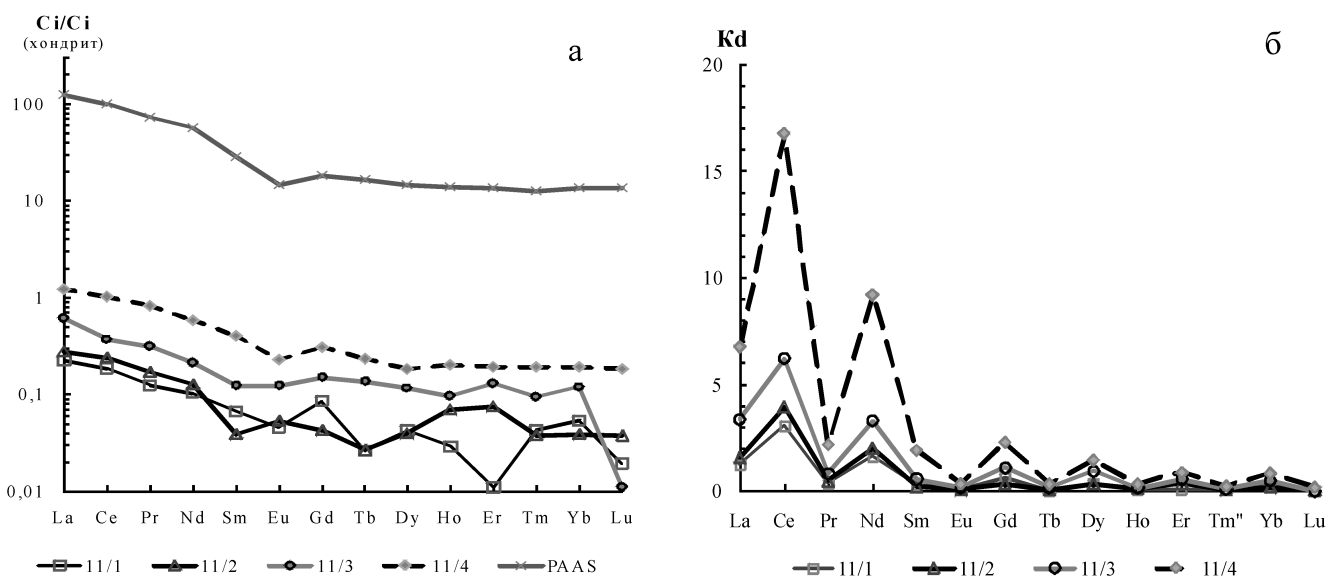 Ci/Ci
(хондрит)
а
100
10
1
0,1
0,01
La Ce Pr Nd Sm Eu Gd Tb Dy Ho Er Tm Yb Lu
11/1 11/2 11/3 11/4 PAAS
Kd
б
20
15
10
5
0
La Ce Pr Nd Sm Eu Gd Tb Dy Ho Er Tm" Yb Lu
11/1 11/2 11/3 11/4